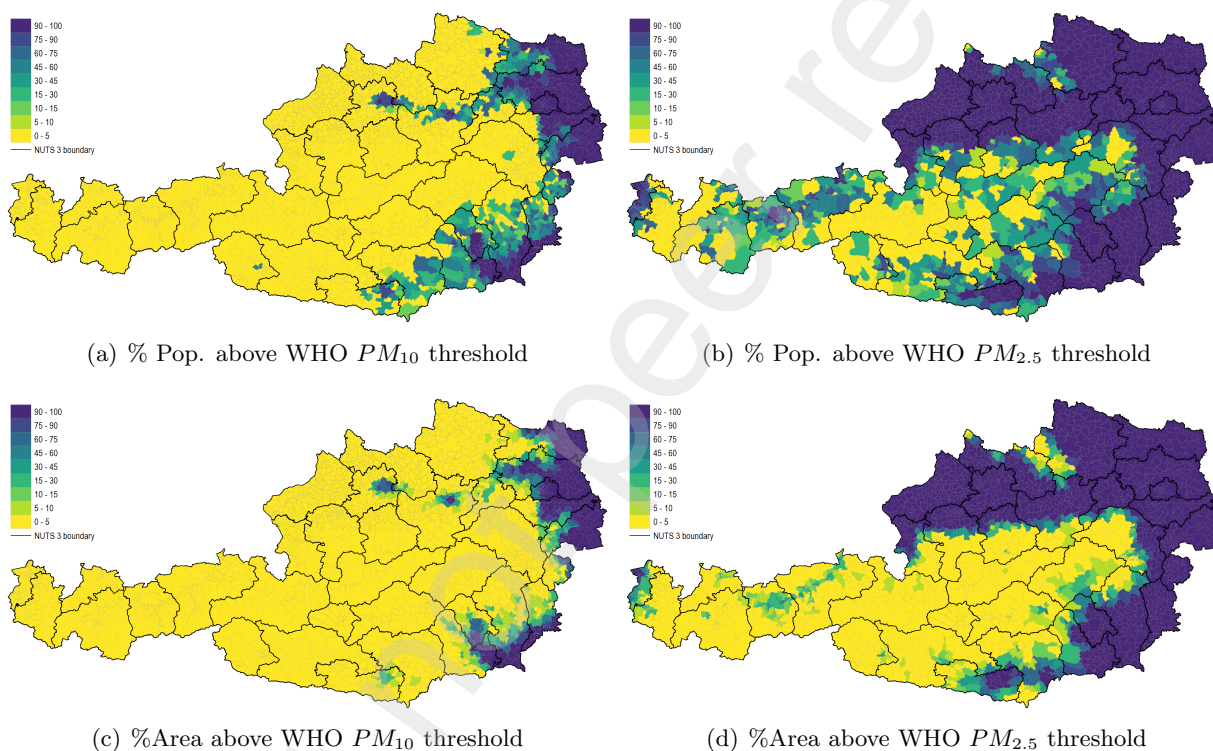 90 - 100
75 - 90
60 - 75
45 - 60
30 - 45
15 - 30
10 - 15
5 - 10
0 - 5
NUTS 3 boundary
90 - 100
75 - 90
60 - 75
45 - 60
30 - 45
15 - 30
10 - 15
5 - 10
0 - 5
NUTS 3 boundary
(a) % Pop. above WHO PM10 threshold
(b) % Pop. above WHO PM2.5 threshold
90 - 100
75 - 90
60 - 75
45 - 60
30 - 45
15 - 30
10 - 15
5 - 10
0 - 5
NUTS 3 boundary
90 - 100
75 - 90
60 - 75
45 - 60
30 - 45
15 - 30
10 - 15
5 - 10
0 - 5
NUTS 3 boundary
(c) %Area above WHO PM10 threshold
(d) %Area above WHO PM2.5 threshold
peer re